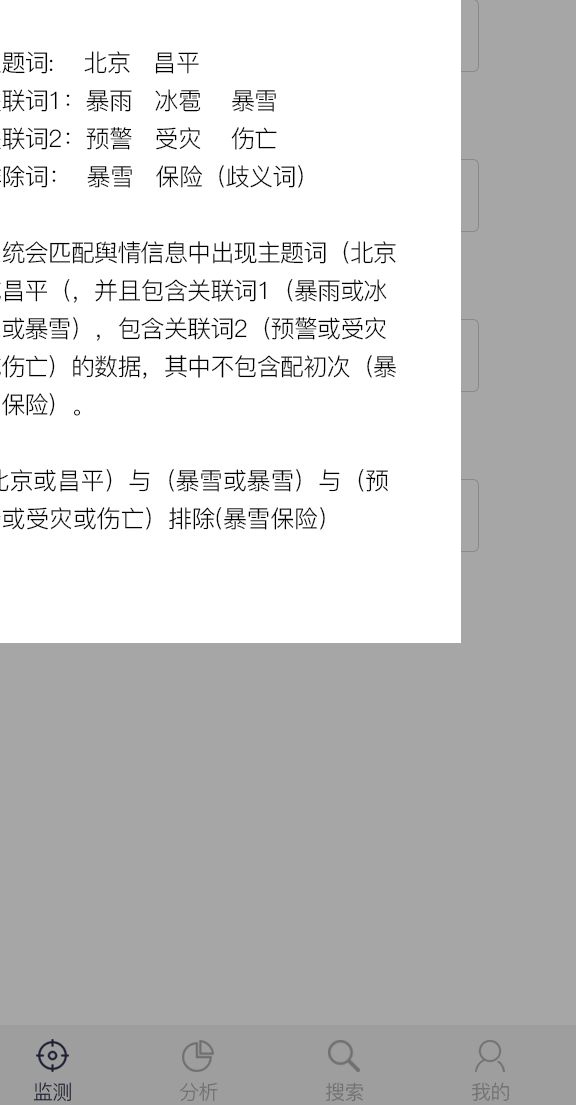 题词: 北京 昌平
联词1: 暴雨 冰雹 暴雪
联词2: 预警 受灾 伤亡
除词: 暴雪 保险（歧义词）
统会匹配舆情信息中出现主题词（北京
昌平（，并且包含关联词1（暴雨或冰
或暴雪），包含关联词2（预警或受灾
伤亡）的数据，其中不包含配初次（暴
保险）。
北京或昌平）与（暴雪或暴雪）与（预
或受灾或伤亡）排除(暴雪保险）
监测 分析 搜索 我的